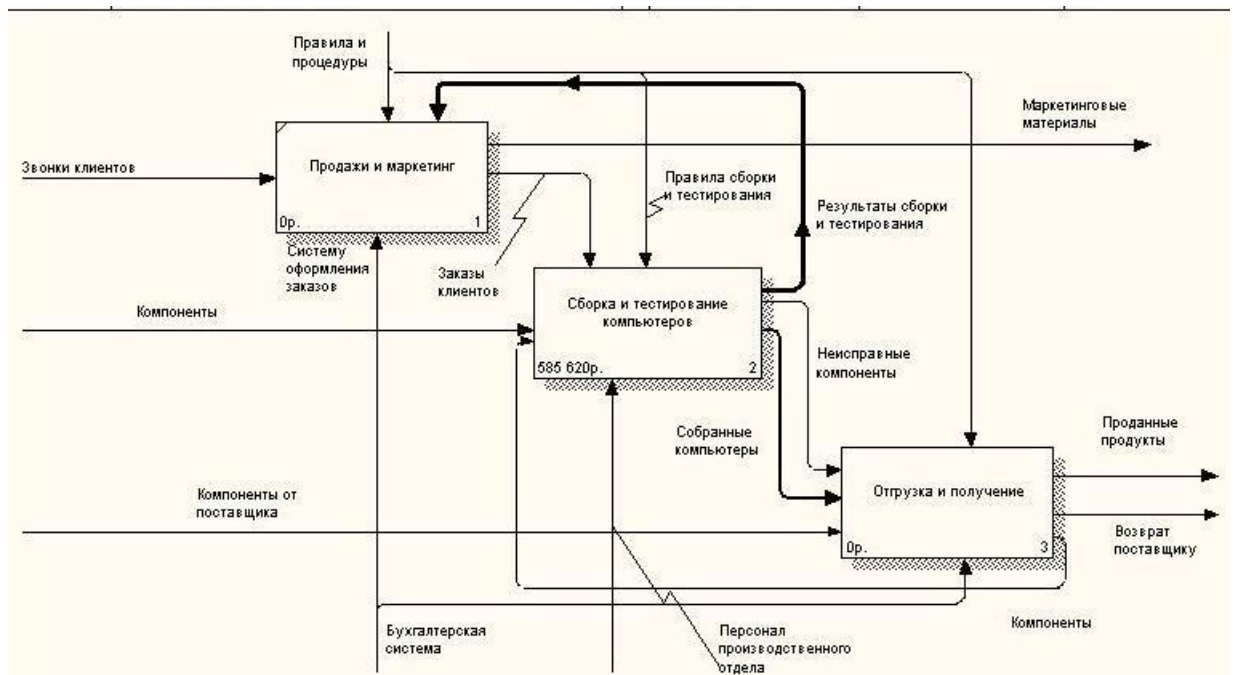 Правила и
процедуры
Маркетинговые
материалы
Звонки клиентов
Продажи и маркетинг
0р.
1
Правила сборки
и тестирования
Результаты сборки
и тестирования
Систему
оформления
заказов
Заказы
клиентов
Компоненты
Сборка и тестирование
компьютеров
585 620р.
2
Неисправные
компоненты
Собранные
компьютеры
Проданные
продукты
Компоненты от
поставщика
Отгрузка и получение
0р.
3
Возврат
поставщику
Компоненты
Бухгалтерская
система
Персонал
производственного
отдела